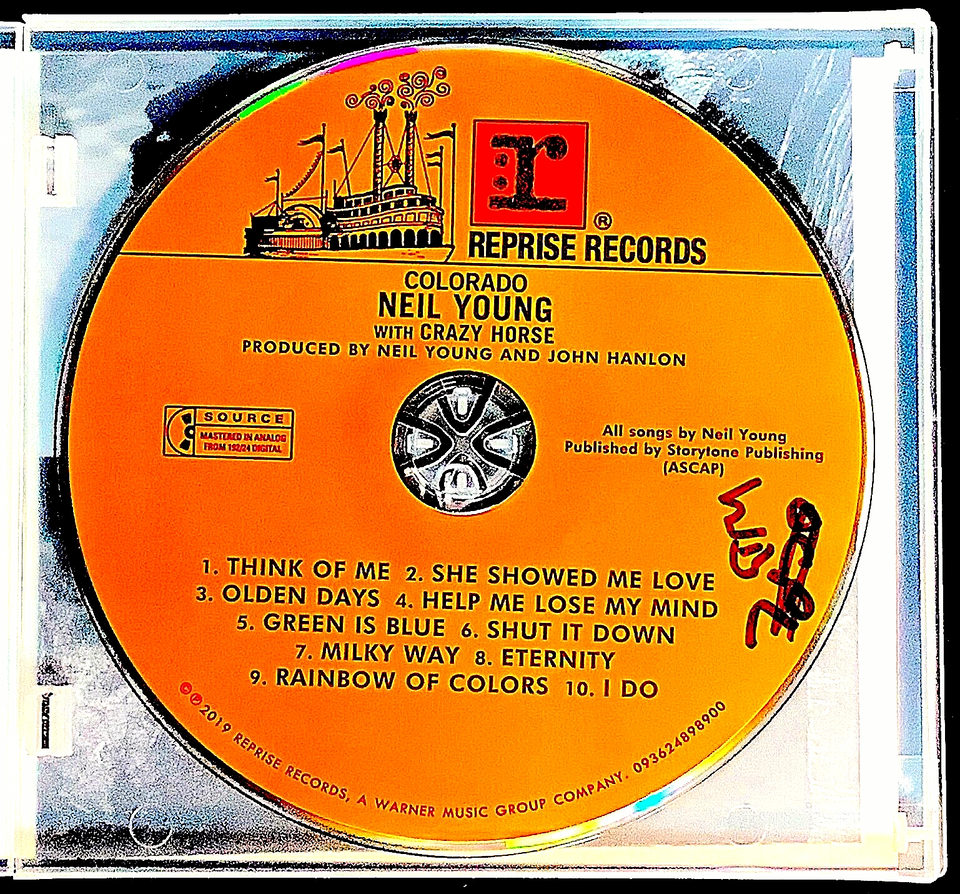 r
®
REPRISE RECORDS
COLORADO
NEIL YOUNG
WITH CRAZY HORSE
PRODUCED BY NEIL YOUNG AND JOHN HANLON
SOURCE
MASTERED IN ANALOG
FROM 192/24 DIGITAL
All songs by Neil Young
Published by Storytone Publishing
(ASCAP)
1. THINK OF ME 2. SHE SHOWED ME LOVE
3. OLDEN DAYS 4. HELP ME LOSE MY MIND
5. GREEN IS BLUE 6. SHUT IT DOWN
7. MILKY WAY 8. ETERNITY
9. RAINBOW OF COLORS 10. I DO
©℗2019 REPRISE RECORDS, A WARNER MUSIC GROUP COMPANY. 093624898900